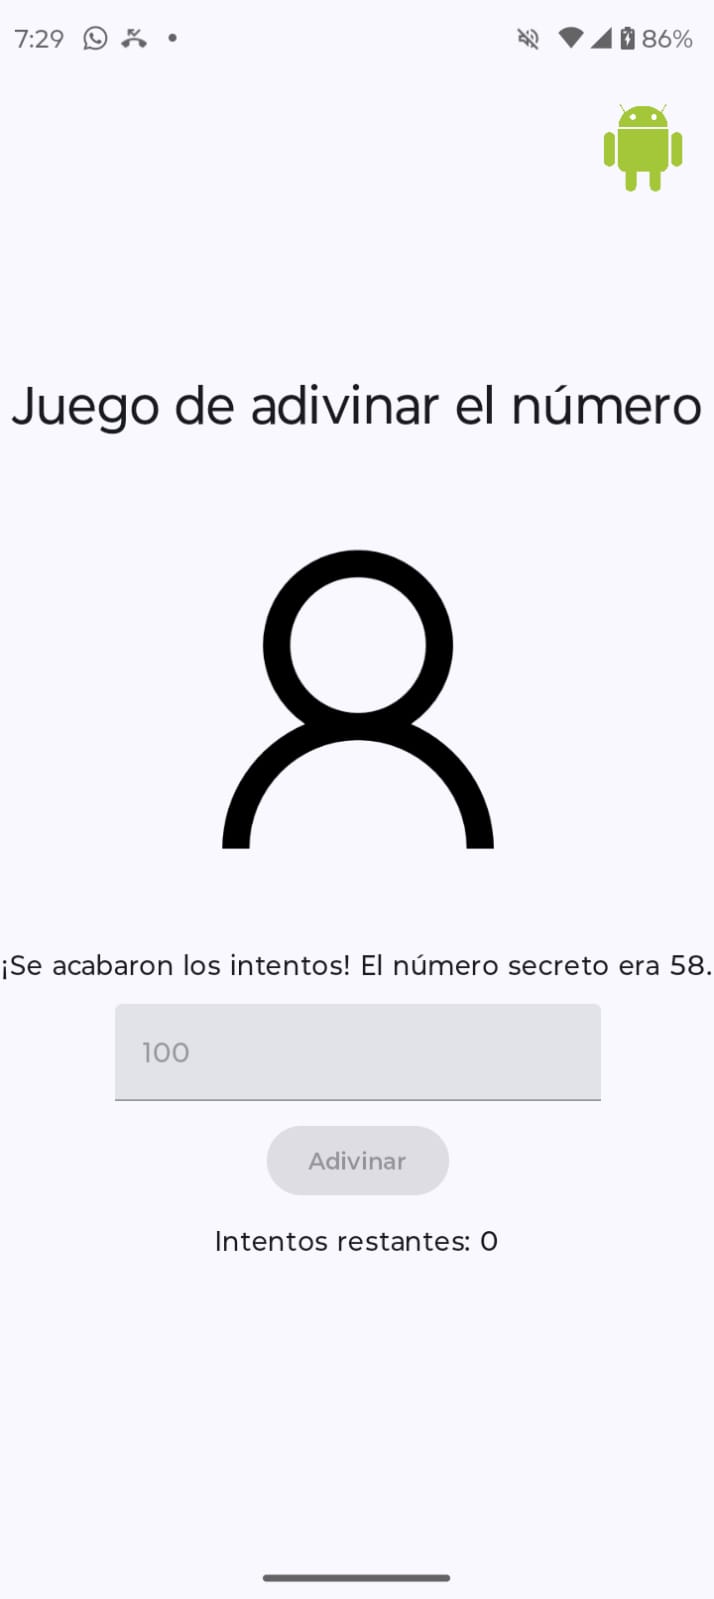 7:29 86%
Juego de adivinar el número
¡Se acabaron los intentos! El número secreto era 58.
100
Adivinar
Intentos restantes: 0